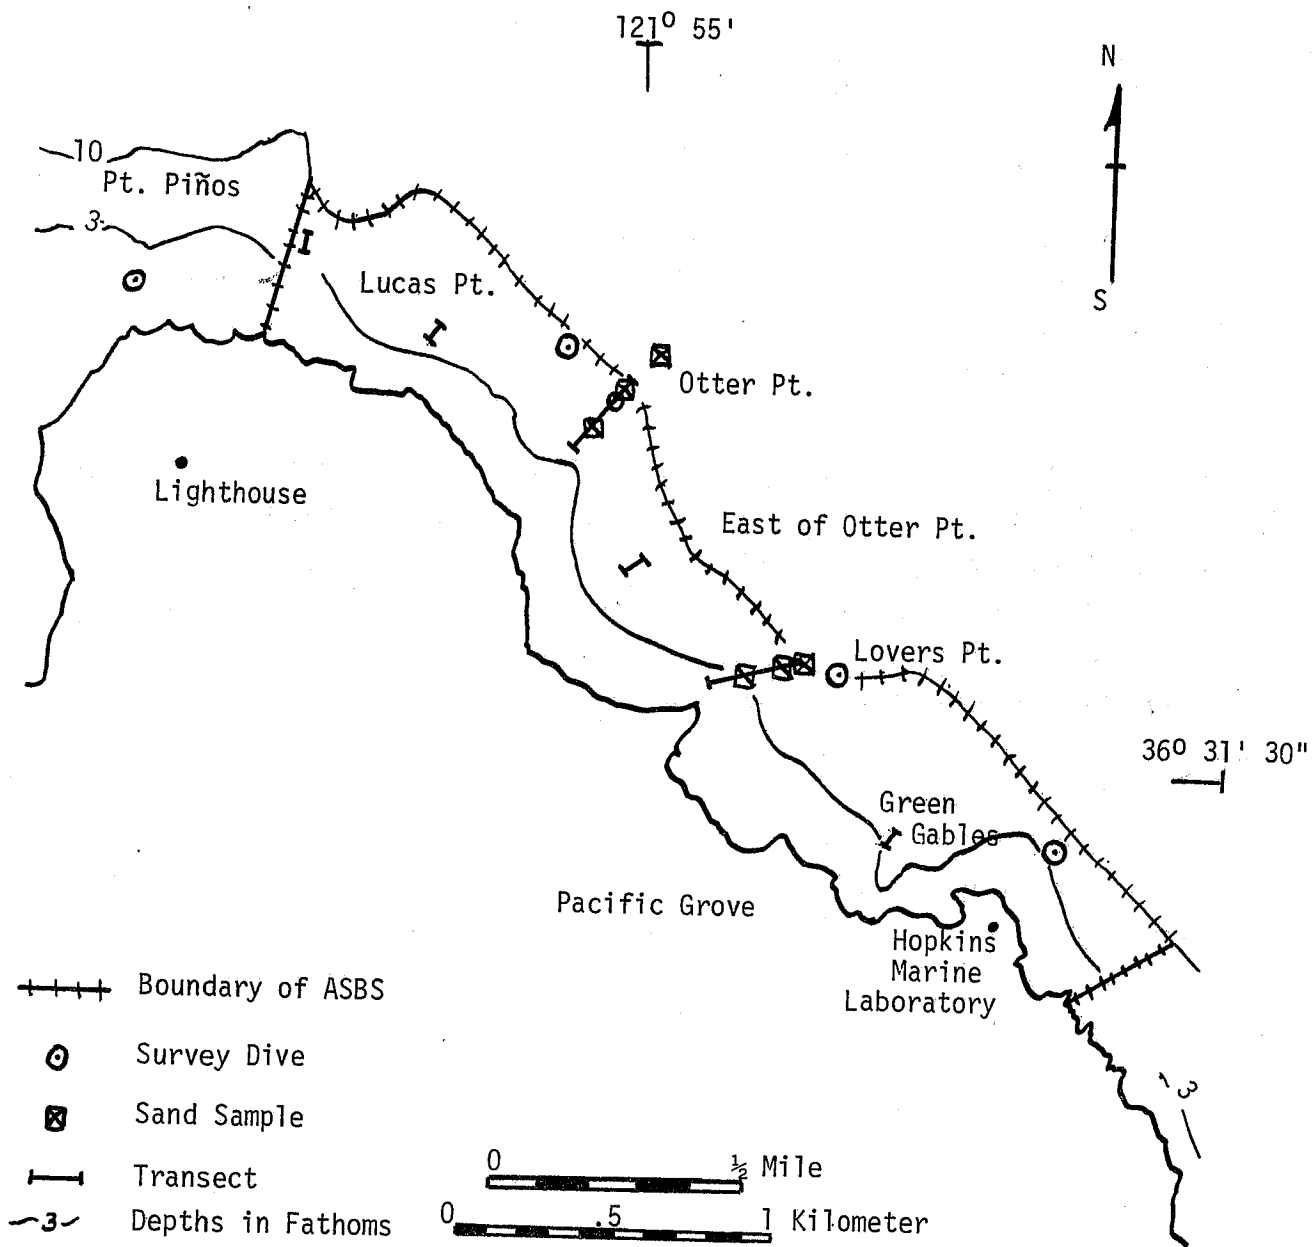 121° 55'
N
10
Pt. Piños
3
Lucas Pt.
S
Otter Pt.
Lighthouse
East of Otter Pt.
Lovers Pt.
36° 31' 30"
Green
Gables
Pacific Grove
Hopkins
Marine
Laboratory
Boundary of ASBS
Survey Dive
3
Sand Sample
0 ½ Mile
Transect
3 Depths in Fathoms
0 .5 1 Kilometer